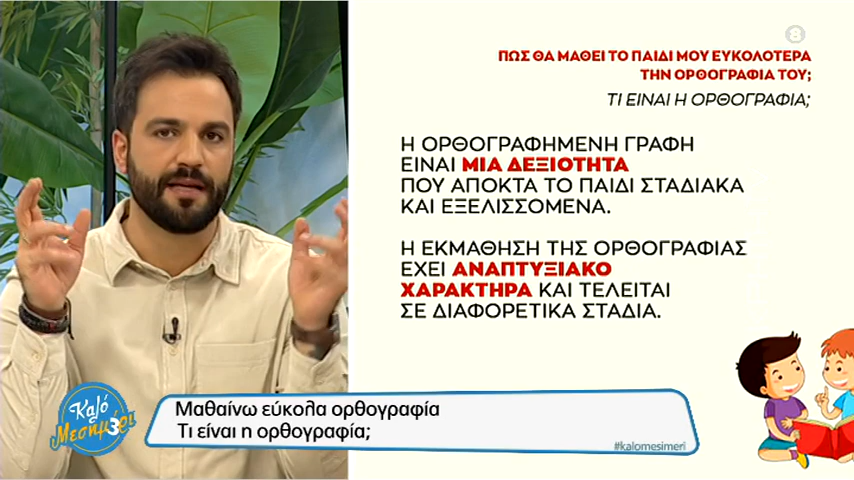 8
ΠΩΣ ΘΑ ΜΑΘΕΙ ΤΟ ΠΑΙΔΙ ΜΟΥ ΕΥΚΟΛΟΤΕΡΑ
ΤΗΝ ΟΡΘΟΓΡΑΦΙΑ ΤΟΥ;
ΤΙ ΕΙΝΑΙ Η ΟΡΘΟΓΡΑΦΙΑ;
Η ΟΡΘΟΓΡΑΦΗΜΕΝΗ ΓΡΑΦΗ
ΕΙΝΑΙ ΜΙΑ ΔΕΞΙΟΤΗΤΑ
ΠΟΥ ΑΠΟΚΤΑ ΤΟ ΠΑΙΔΙ ΣΤΑΔΙΑΚΑ
ΚΑΙ ΕΞΕΛΙΣΣΟΜΕΝΑ.
Η ΕΚΜΑΘΗΣΗ ΤΗΣ ΟΡΘΟΓΡΑΦΙΑΣ
ΕΧΕΙ ΑΝΑΠΤΥΞΙΑΚΟ
ΧΑΡΑΚΤΗΡΑ ΚΑΙ ΤΕΛΕΙΤΑΙ
ΣΕ ΔΙΑΦΟΡΕΤΙΚΑ ΣΤΑΔΙΑ.
Καλό
Μεσημ3ρι
Μαθαίνω εύκολα ορθογραφία
Τι είναι η ορθογραφία;
#kalomesimeri